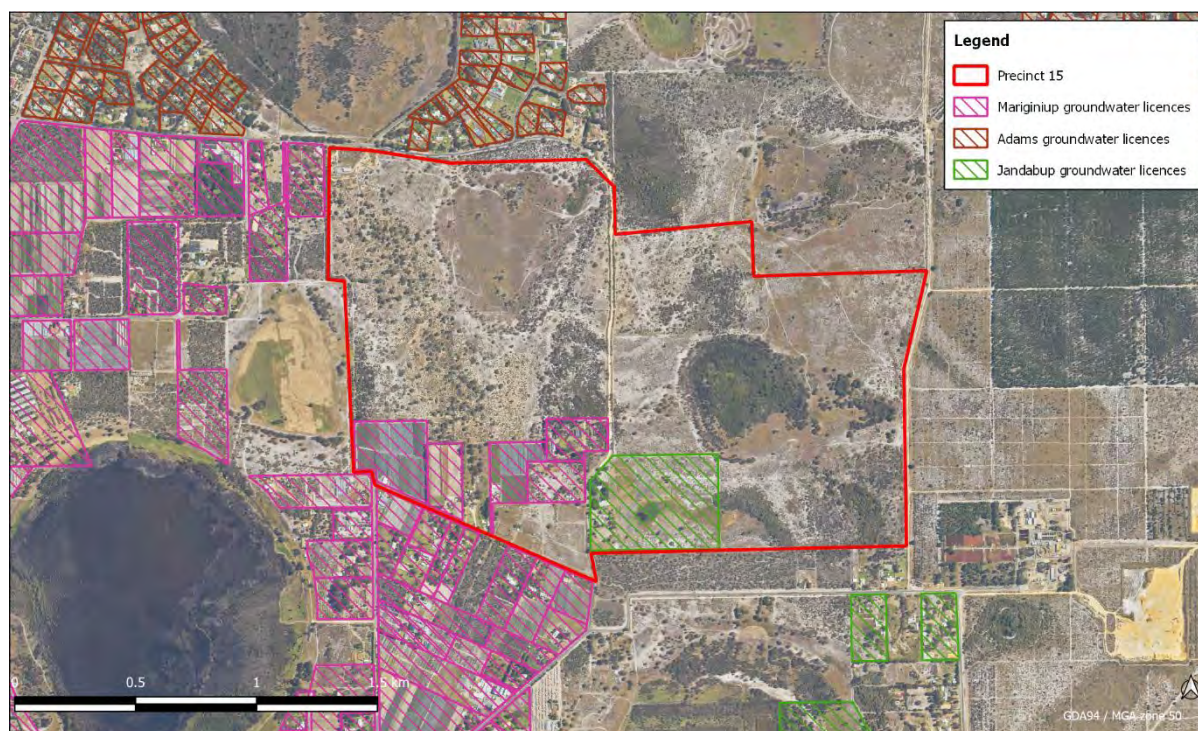 Legend
Precinct 15
Mariginiup groundwater licences
Adams groundwater licences
Jandabup groundwater licences
0 0.5 1 1.5 km
GDA94 / MGA zone 50